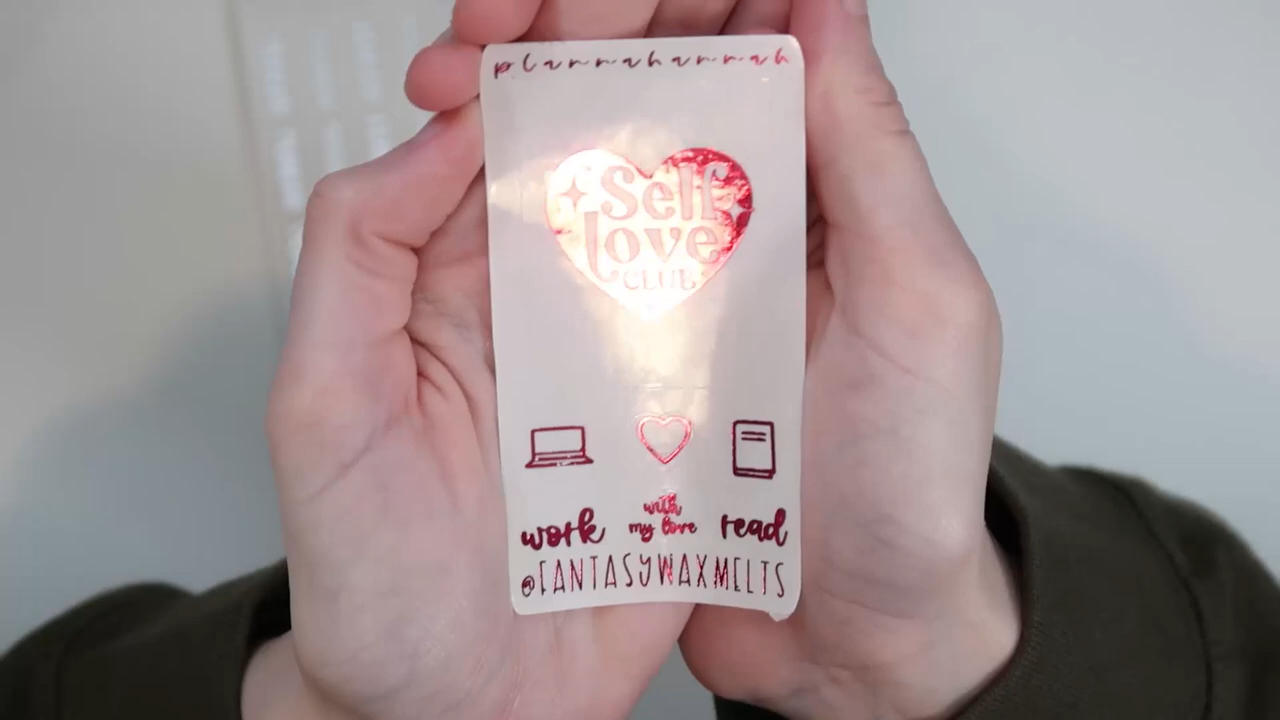 plannahannah
Self
love
CLUB
with
work my love read
@FANTASYWAXMELTS